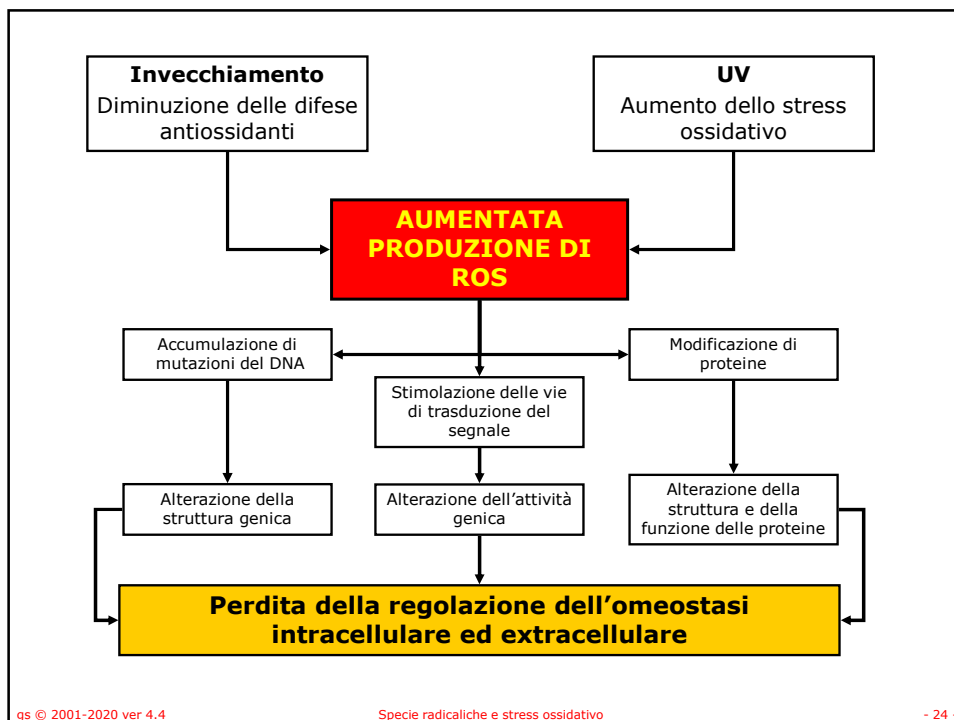 Invecchiamento
Diminuzione delle difese
antiossidanti
UV
Aumento dello stress
ossidativo
AUMENTATA
PRODUZIONE DI
ROS
Accumulazione di
mutazioni del DNA
Stimolazione delle vie
di trasduzione del
segnale
Modificazione di
proteine
Alterazione della
struttura genica
Alterazione dell’attività
genica
Alterazione della
struttura e della
funzione delle proteine
Perdita della regolazione dell’omeostasi
intracellulare ed extracellulare
gs © 2001-2020 ver 4.4
Specie radicaliche e stress ossidativo
- 24 -